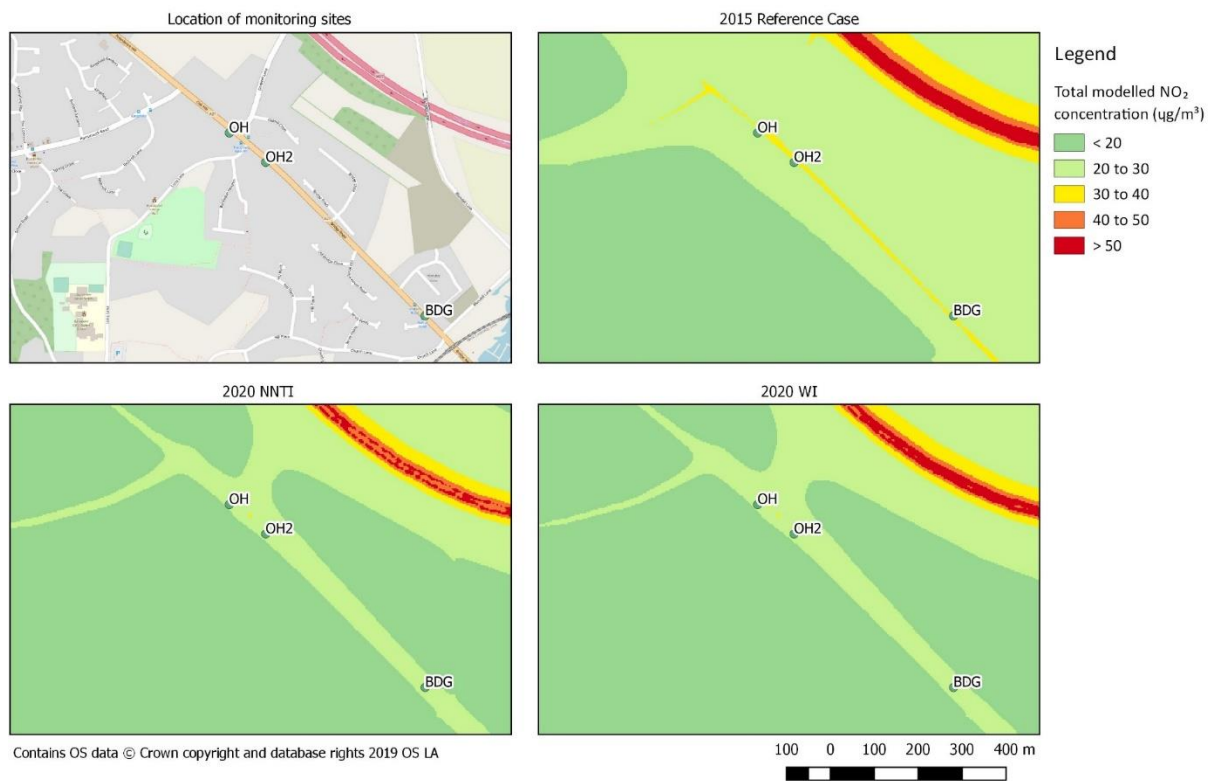 Location of monitoring sites
2015 Reference Case
OH
OH2
BDG
OH
OH2
BDG
Legend
Total modelled NO₂
concentration (ųg/m³)
< 20
20 to 30
30 to 40
40 to 50
> 50
2020 NNTI
2020 WI
OH
OH2
BDG
OH
OH2
BDG
Contains OS data © Crown copyright and database rights 2019 OS LA
100 0 100 200 300 400 m